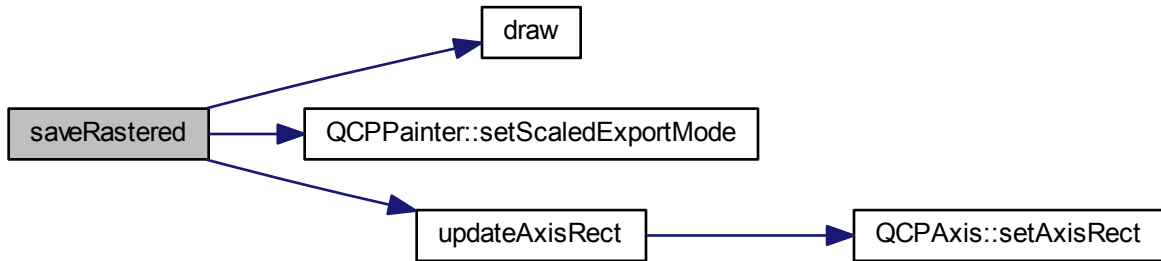 draw
saveRastered
QCPPainter::setScaledExportMode
updateAxisRect
QCPAxis::setAxisRect